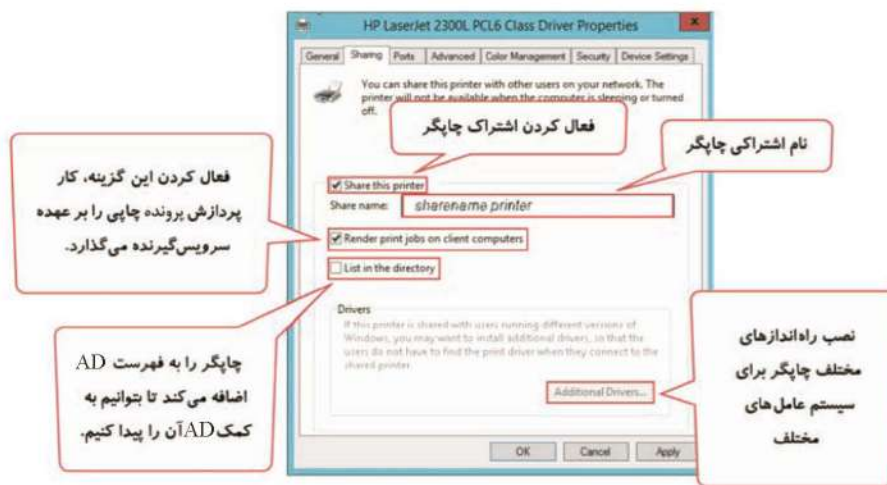 HP LaserJet 2300L PCL6 Class Driver Properties
x
General Sharing Ports Advanced Color Management Security Device Settings
You can share this printer with other users on your network. The
printer will not be available when the computer is sleeping or turned
off.
فعال کردن اشتراک چاپگر
نام اشتراکی چاپگر
Share this printer
Share name: sharename printer
Render print jobs on client computers
List in the directory
فعال کردن این گزینه، کار
پردازش پرونده چاپی را بر عهده
سرویس‌گیرنده می‌گذارد.
Drivers
If this printer is shared with users running different versions of
Windows, you may want to install additional drivers, so that the
users do not have to find the print driver when they connect to the
shared printer.
Additional Drivers...
چاپگر را به فهرست AD
اضافه می‌کند تا بتوانیم به
کمک AD آن را پیدا کنیم.
نصب راه‌اندازهای
مختلف چاپگر برای
سیستم عامل‌های
مختلف
OK Cancel Apply